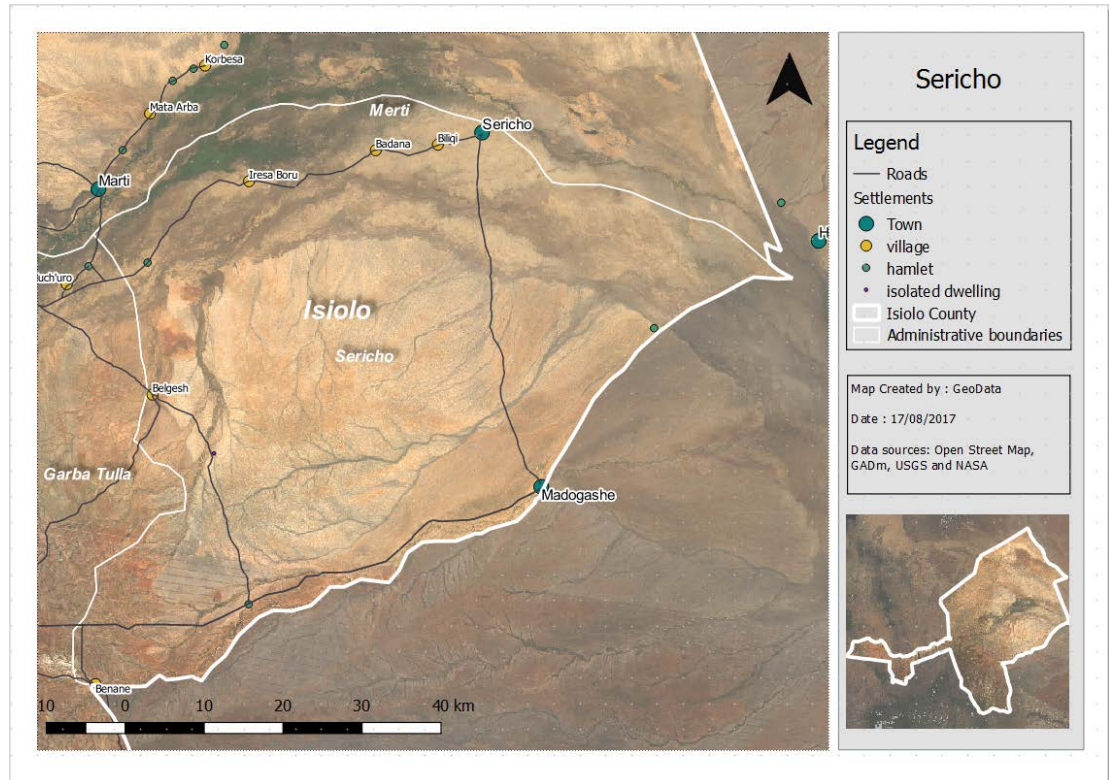 Korbesa
Mata Arba
Merti
Sericho
Biliqi
Badana
Iresa Boru
Marti
H
uch'uro
Isiolo
Sericho
Belgesh
Garba Tulla
Madogashe
Benane
10 0 10 20 30 40 km
Sericho
Legend
Roads
Settlements
Town
village
hamlet
isolated dwelling
Isiolo County
Administrative boundaries
Map Created by : GeoData
Date : 17/08/2017
Data sources: Open Street Map,
GADm, USGS and NASA